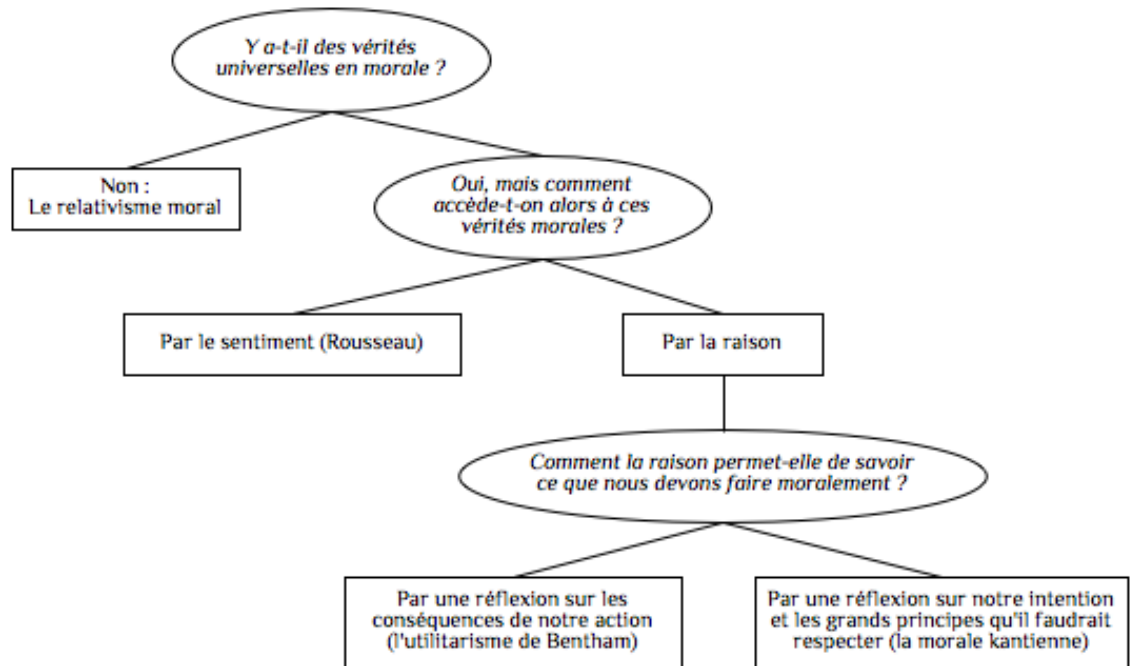 Y a-t-il des vérités
universelles en morale ?
Non :
Le relativisme moral
Oui, mais comment
accède-t-on alors à ces
vérités morales ?
Par le sentiment (Rousseau)
Par la raison
Comment la raison permet-elle de savoir
ce que nous devons faire moralement ?
Par une réflexion sur les
conséquences de notre action
(l'utilitarisme de Bentham)
Par une réflexion sur notre intention
et les grands principes qu'il faudrait
respecter (la morale kantienne)